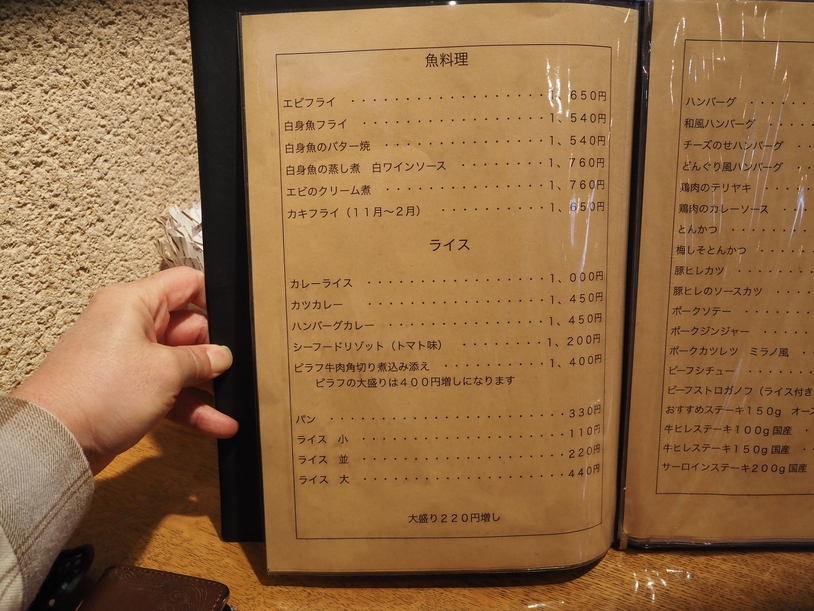 魚料理
エビフライ ・・・・・・・・・・・・・・・・・・・・1、650円
白身魚フライ ・・・・・・・・・・・・・・・・・・・1、540円
白身魚のバター焼 ・・・・・・・・・・・・・・・・1、540円
白身魚の蒸し煮 白ワインソース ・・・・・・・・・・1、760円
エビのクリーム煮 ・・・・・・・・・・・・・・・・1、760円
カキフライ(11月~2月) ・・・・・・・・・・・1、650円
ライス
カレーライス ・・・・・・・・・・・・・・・・・・・1、000円
カツカレー ・・・・・・・・・・・・・・・・・・1、450円
ハンバーグカレー ・・・・・・・・・・・・・・・・・1、450円
シーフードリゾット(トマト味) ・・・・・・・・・・1、200円
ピラフ牛肉角切り煮込み添え ・・・・・・・・・・・・1、400円
ピラフの大盛りは400円増しになります
パン ・・・・・・・・・・・・・・・・・・・・・・・330円
ライス 小 ・・・・・・・・・・・・・・・・・・・・110円
ライス 並 ・・・・・・・・・・・・・・・・・・・・220円
ライス 大 ・・・・・・・・・・・・・・・・・・・・440円
大盛り220円増し
ハンバーグ ・・・・・・
和風ハンバーグ ・・・・
チーズのせハンバーグ ・・
どんぐり風ハンバーグ ・・
鶏肉のテリヤキ ・・・・
鶏肉のカレーソース ・・
とんかつ ・・・・・・
梅しそとんかつ ・・・・
豚ヒレカツ ・・・・・・
豚ヒレのソースカツ ・・・
ポークソテー ・・・・・
ポークジンジャー ・・・・
ポークカツレツ ミラノ風 ・
ビーフシチュー ・・・・・
ビーフストロガノフ(ライス付き
おすすめステーキ150g オース
牛ヒレステーキ100g国産 ・
牛ヒレステーキ150g国産 ・
サーロインステーキ200g国産